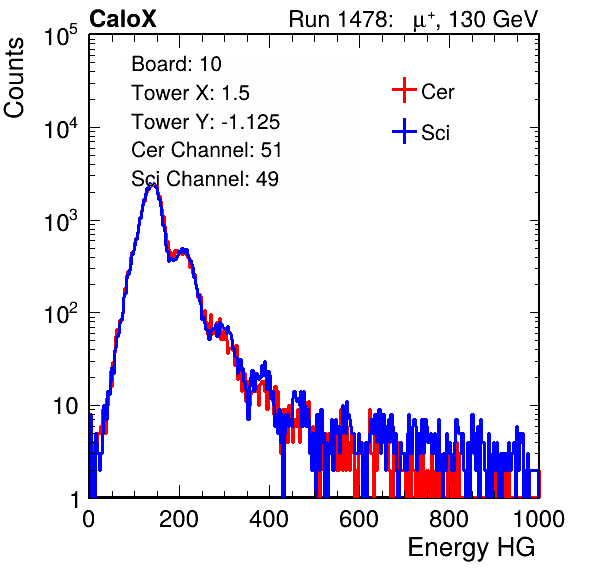 CaloX Run 1478: μ⁺, 130 GeV
Counts
10⁵
10⁴
10³
10²
10
1
Board: 10
Tower X: 1.5
Tower Y: -1.125
Cer Channel: 51
Sci Channel: 49
Cer
Sci
0 200 400 600 800 1000
Energy HG